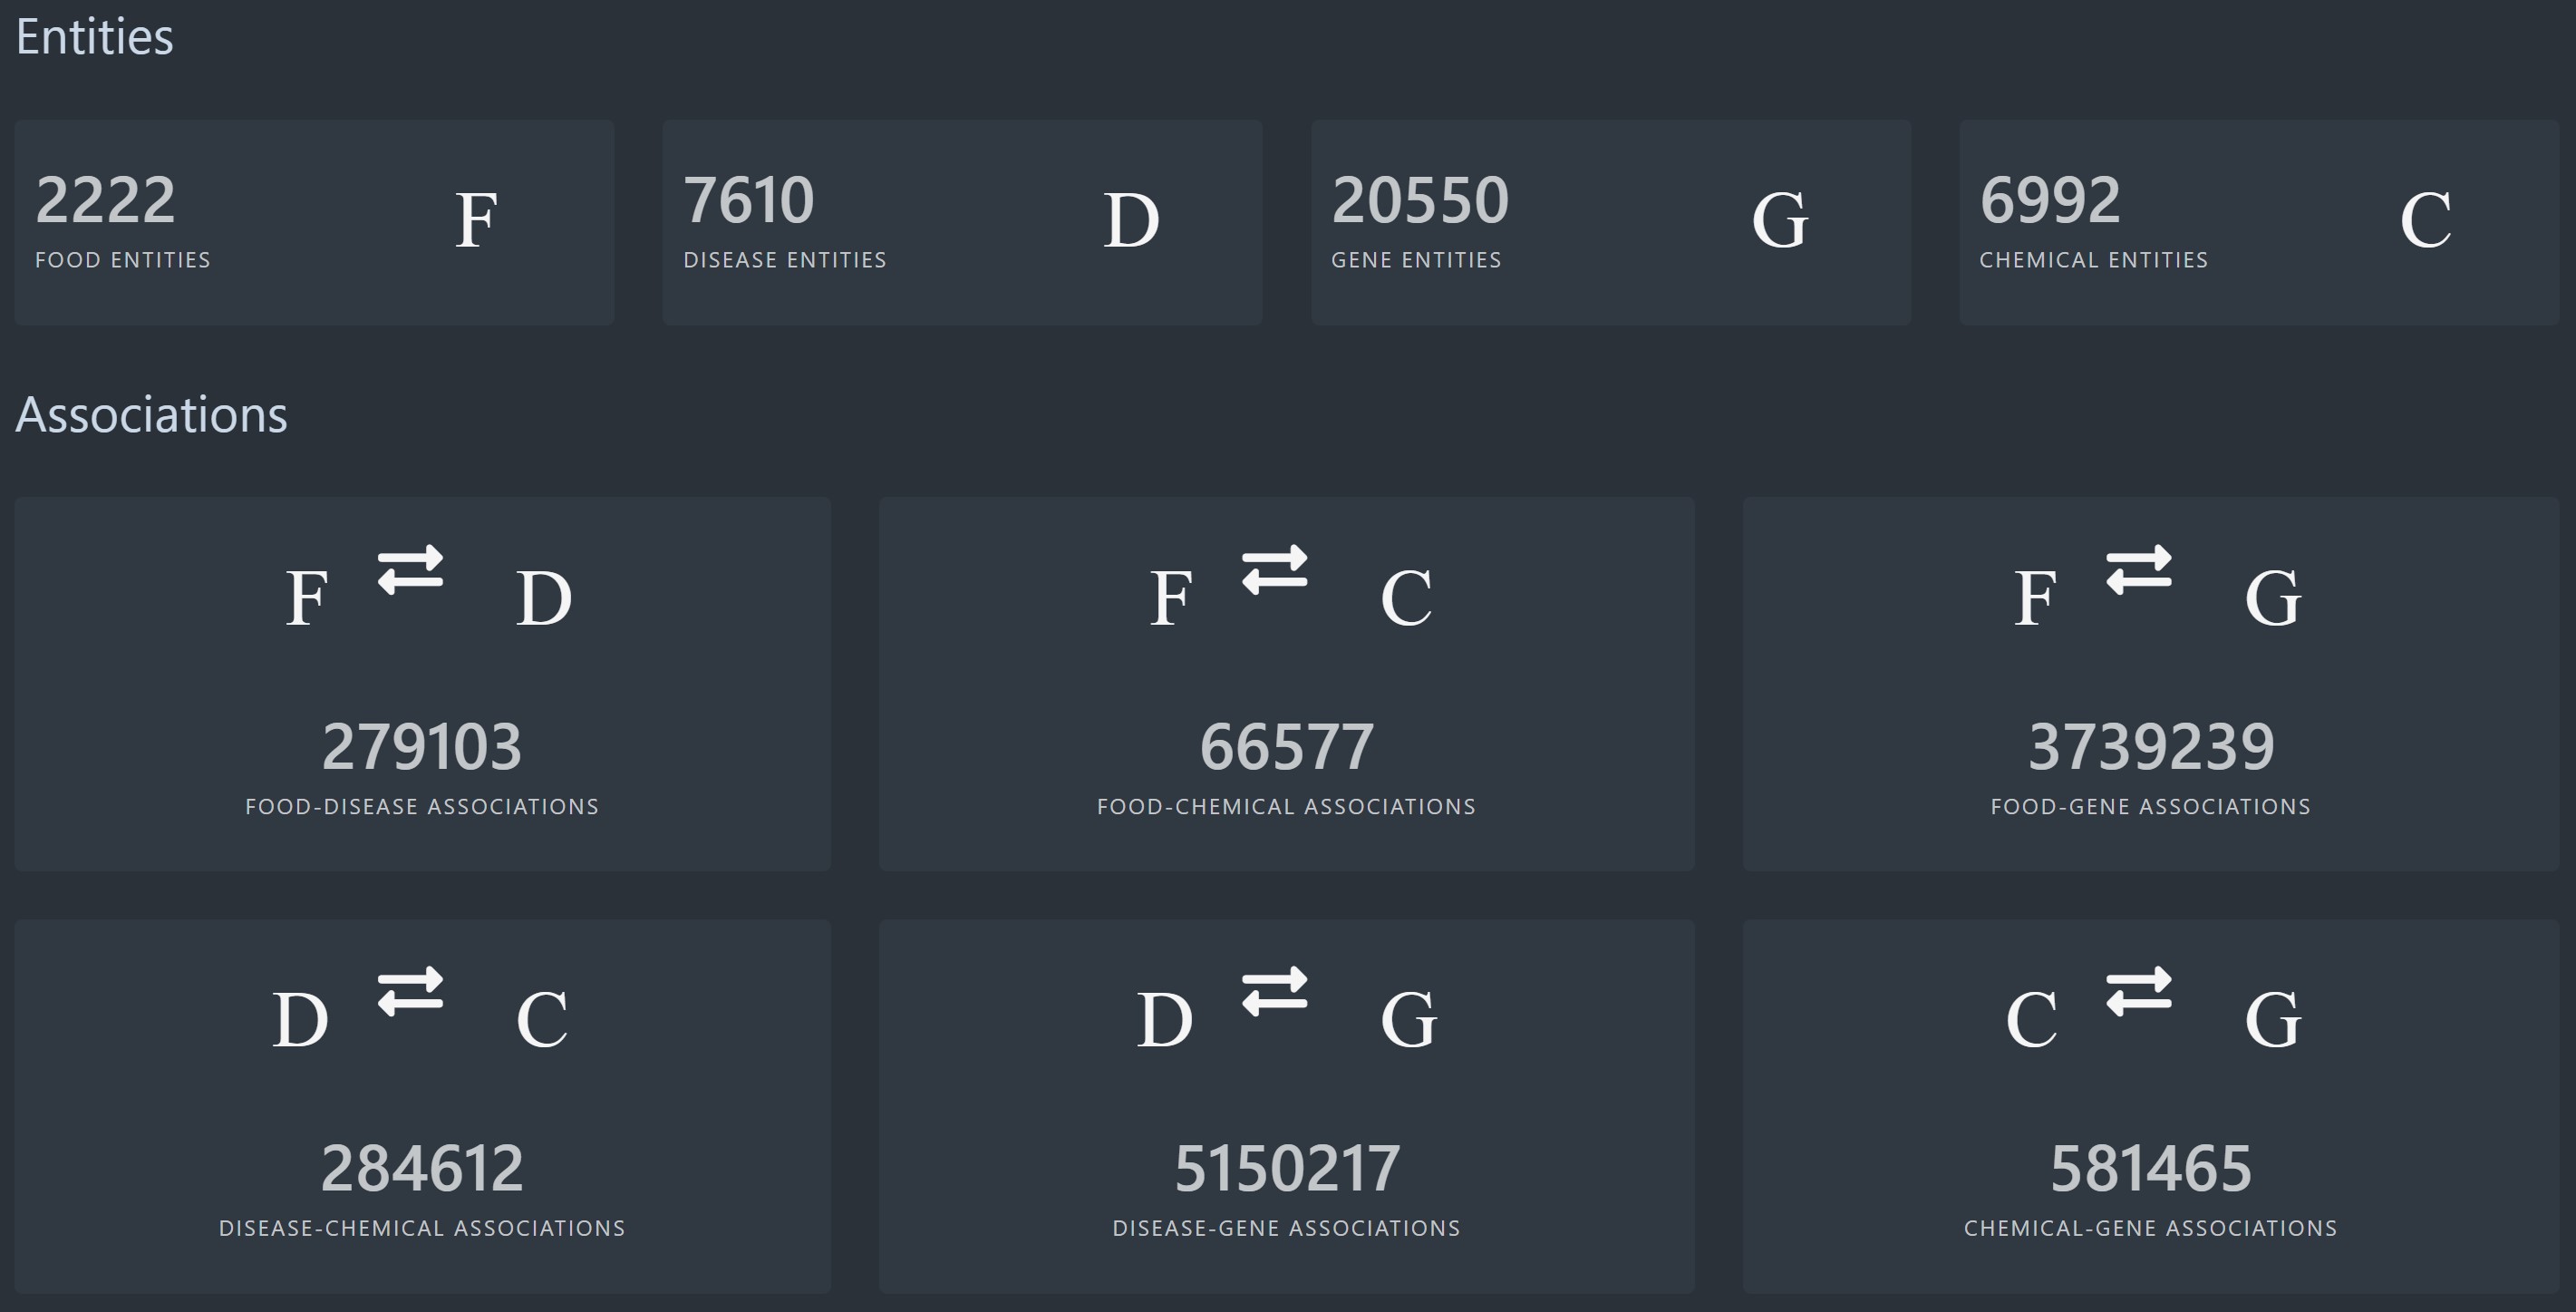 Entities
2222
F
FOOD ENTITIES
7610
D
DISEASE ENTITIES
20550
G
GENE ENTITIES
6992
C
CHEMICAL ENTITIES
Associations
F D
279103
FOOD-DISEASE ASSOCIATIONS
F C
66577
FOOD-CHEMICAL ASSOCIATIONS
F G
3739239
FOOD-GENE ASSOCIATIONS
D C
284612
DISEASE-CHEMICAL ASSOCIATIONS
D G
5150217
DISEASE-GENE ASSOCIATIONS
C G
581465
CHEMICAL-GENE ASSOCIATIONS